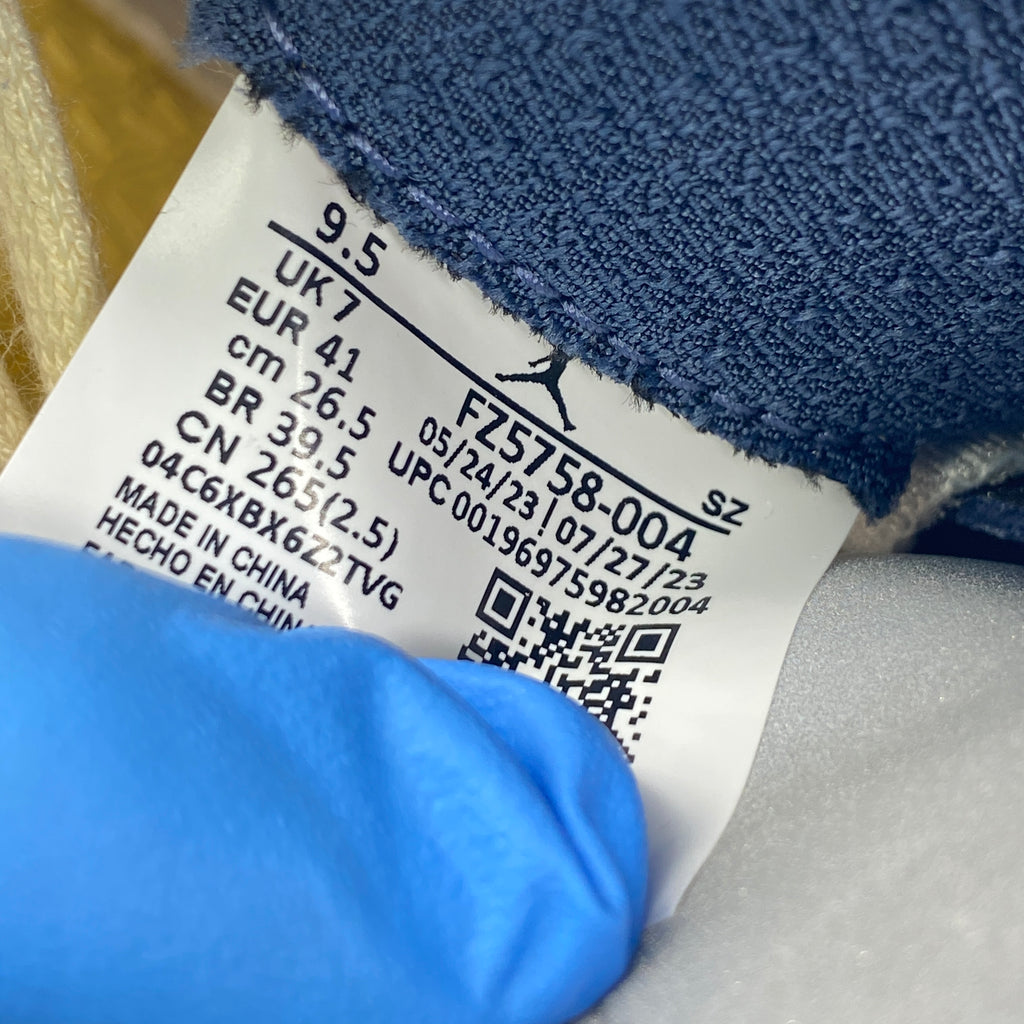 9.5
UK 7
EUR 41
cm 26.5
BR 39.5
CN 265(2.5)
04C6XBX6Z2TVG
MADE IN CHINA
HECHO EN CHINA
SZ
FZ5758-004
05/24/23 | 07/27/23
UPC 00196975982004